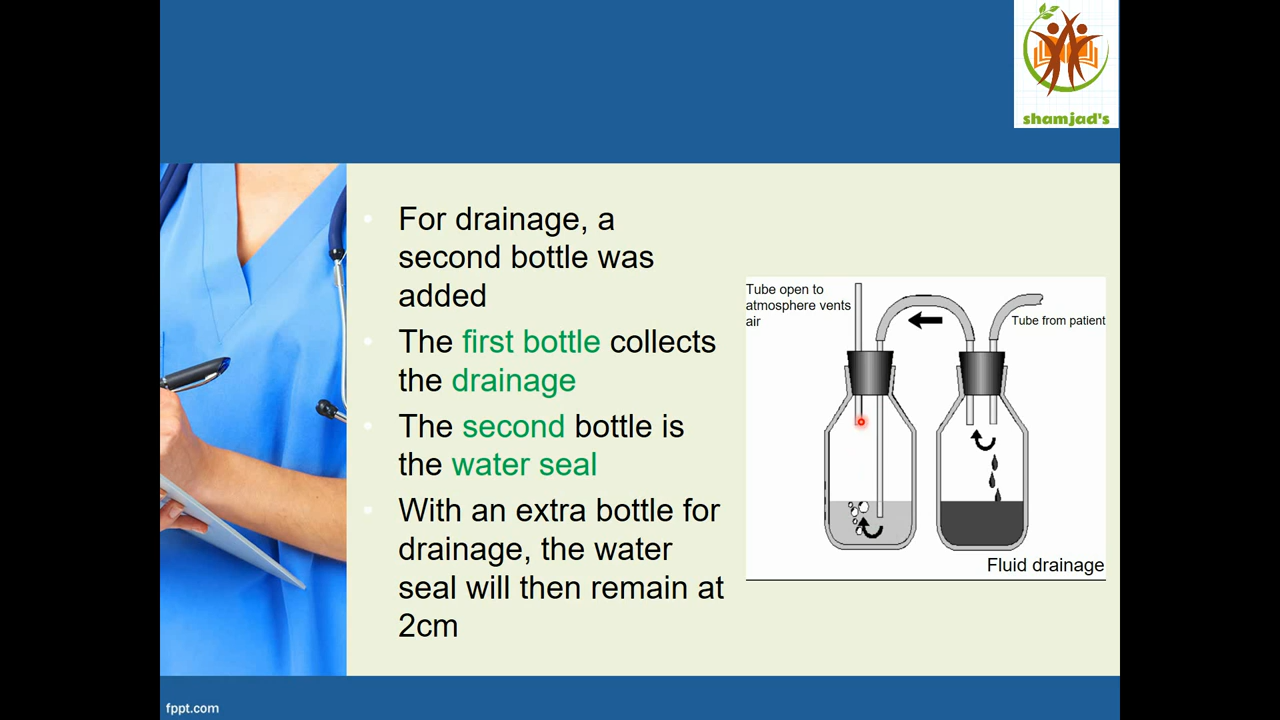 shamjad's
For drainage, a
second bottle was
added
The first bottle collects
the drainage
The second bottle is
the water seal
With an extra bottle for
drainage, the water
seal will then remain at
2cm
Tube open to
atmosphere vents
air
Tube from patient
Fluid drainage
fppt.com